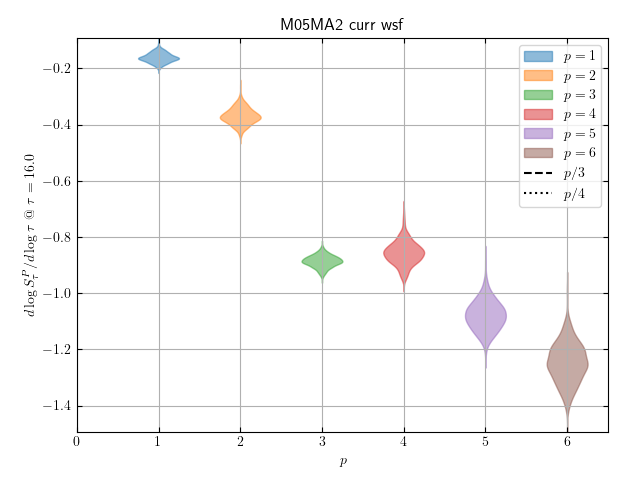 M05MA2 curr wsf
d log S_τ^P / d log τ @ τ = 16.0
−0.2
−0.4
−0.6
−0.8
−1.0
−1.2
−1.4
0 1 2 3 4 5 6
p
p = 1
p = 2
p = 3
p = 4
p = 5
p = 6
p/3
p/4